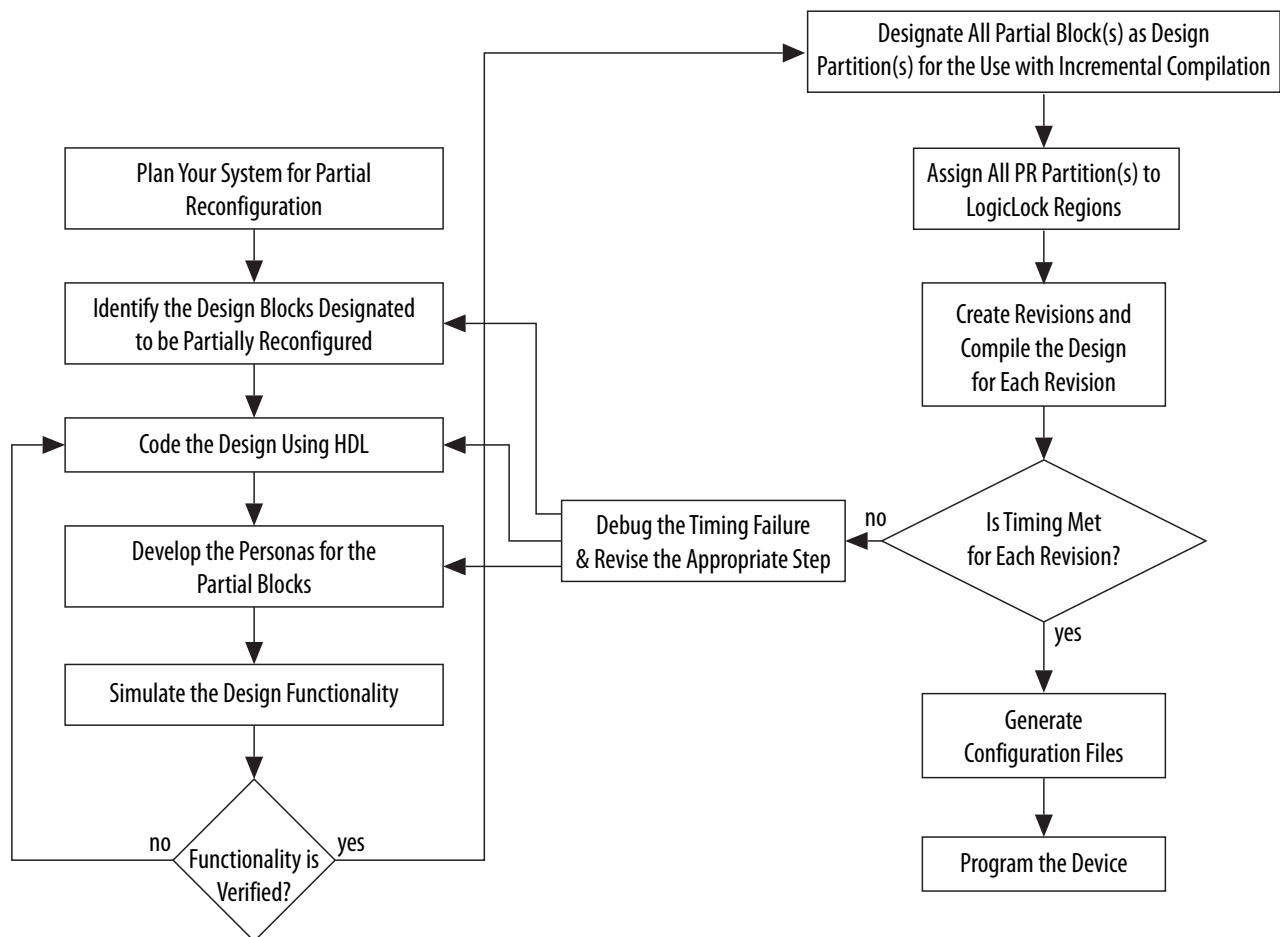 Plan Your System for Partial
Reconfiguration
Identify the Design Blocks Designated
to be Partially Reconfigured
Code the Design Using HDL
Develop the Personas for the
Partial Blocks
Simulate the Design Functionality
no
yes
Functionality is
Verified?
Designate All Partial Block(s) as Design
Partition(s) for the Use with Incremental Compilation
Assign All PR Partition(s) to
LogicLock Regions
Create Revisions and
Compile the Design
for Each Revision
Is Timing Met
for Each Revision?
no
Debug the Timing Failure
& Revise the Appropriate Step
yes
Generate
Configuration Files
Program the Device